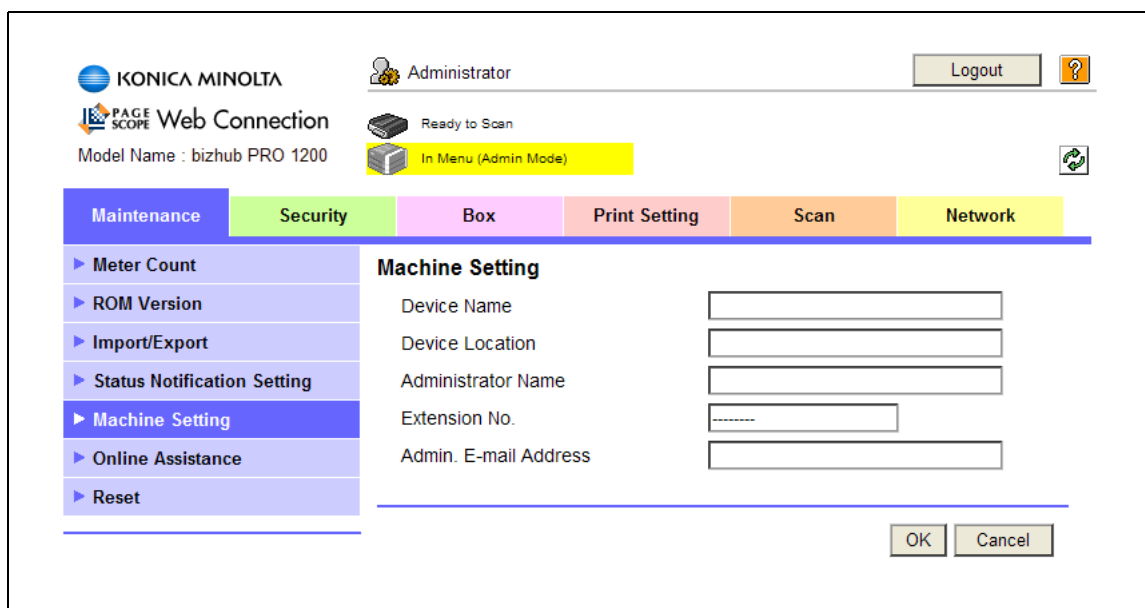 KONICA MINOLTA
Administrator
Logout
?
PAGE SCOPE Web Connection
Ready to Scan
Model Name : bizhub PRO 1200
In Menu (Admin Mode)
Maintenance Security Box Print Setting Scan Network
Meter Count
ROM Version
Import/Export
Status Notification Setting
Machine Setting
Online Assistance
Reset
Machine Setting
Device Name
Device Location
Administrator Name
Extension No. --------
Admin. E-mail Address
OK Cancel